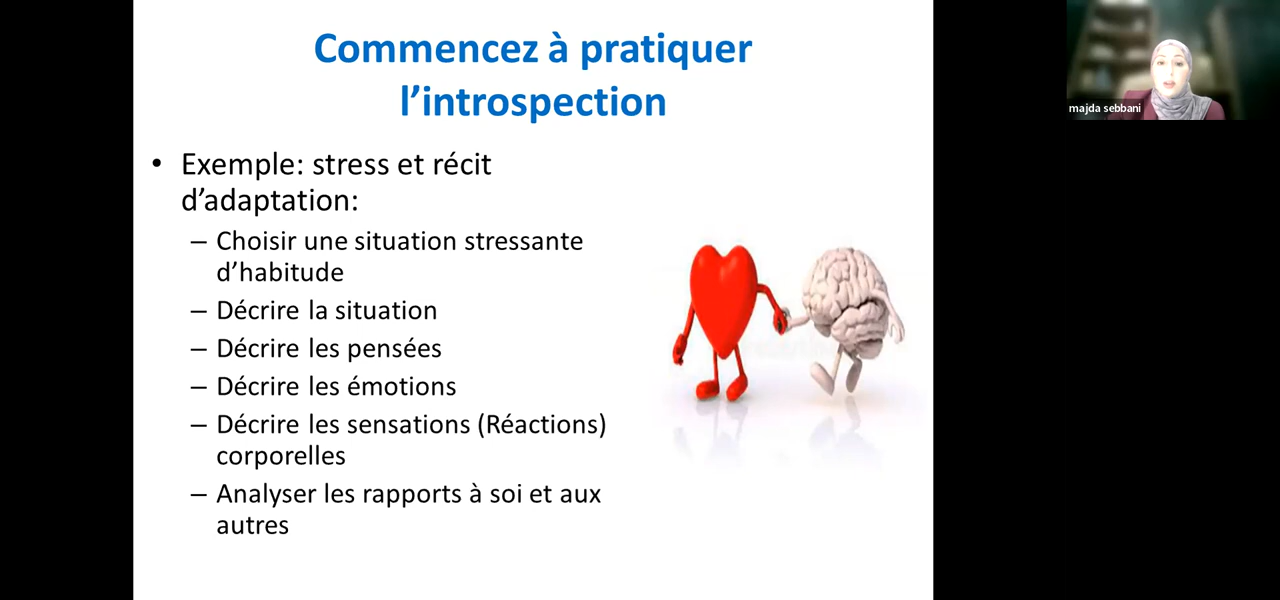 Commencez à pratiquer
l’introspection
• Exemple: stress et récit
d’adaptation:
– Choisir une situation stressante
d’habitude
– Décrire la situation
– Décrire les pensées
– Décrire les émotions
– Décrire les sensations (Réactions)
corporelles
– Analyser les rapports à soi et aux
autres
majda sebbani